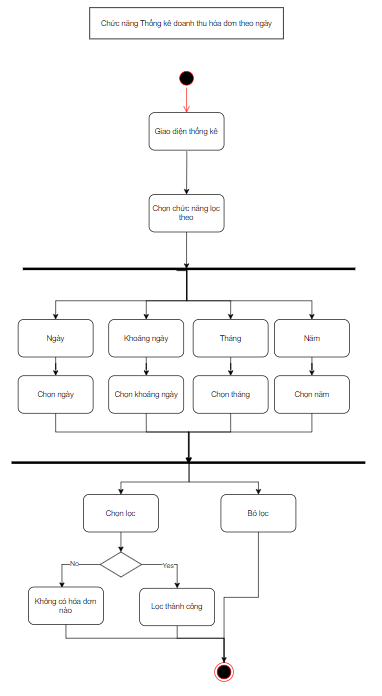 Chức năng Thống kê doanh thu hóa đơn theo ngày
Giao diện thống kê
Chọn chức năng lọc
theo
Ngày
Khoảng ngày
Tháng
Năm
Chọn ngày
Chọn khoảng ngày
Chọn tháng
Chọn năm
Chọn lọc
Bỏ lọc
No
Yes
Không có hóa đơn
nào
Lọc thành công